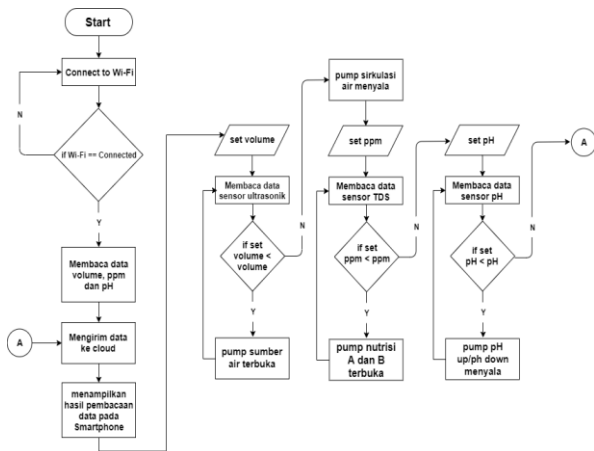 Start
Connect to Wi-Fi
N
if Wi-Fi == Connected
Y
Membaca data
volume, ppm
dan pH
A
Mengirim data
ke cloud
menampilkan
hasil pembacaan
data pada
Smartphone
set volume
Membaca data
sensor ultrasonik
if set
volume <
volume
N
Y
pump sumber
air terbuka
pump sirkulasi
air menyala
set ppm
Membaca data
sensor TDS
if set
ppm < ppm
N
Y
pump nutrisi
A dan B
terbuka
set pH
Membaca data
sensor pH
if set
pH < pH
N
Y
pump pH
up/ph down
menyala
A